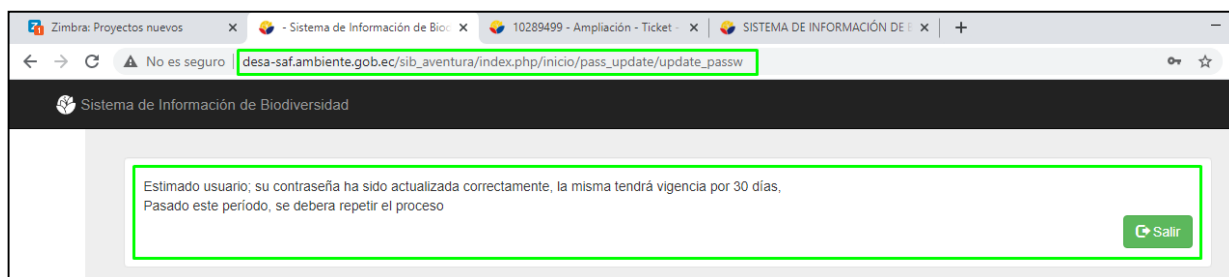 Zimbra: Proyectos nuevos × - Sistema de Información de Bioc × 10289499 - Ampliación - Ticket - × SISTEMA DE INFORMACIÓN DE E × +
No es seguro desa-saf.ambiente.gob.ec/sib_aventura/index.php/inicio/pass_update/update_passw
Sistema de Información de Biodiversidad
Estimado usuario; su contraseña ha sido actualizada correctamente, la misma tendrá vigencia por 30 días,
Pasado este período, se debera repetir el proceso
Salir